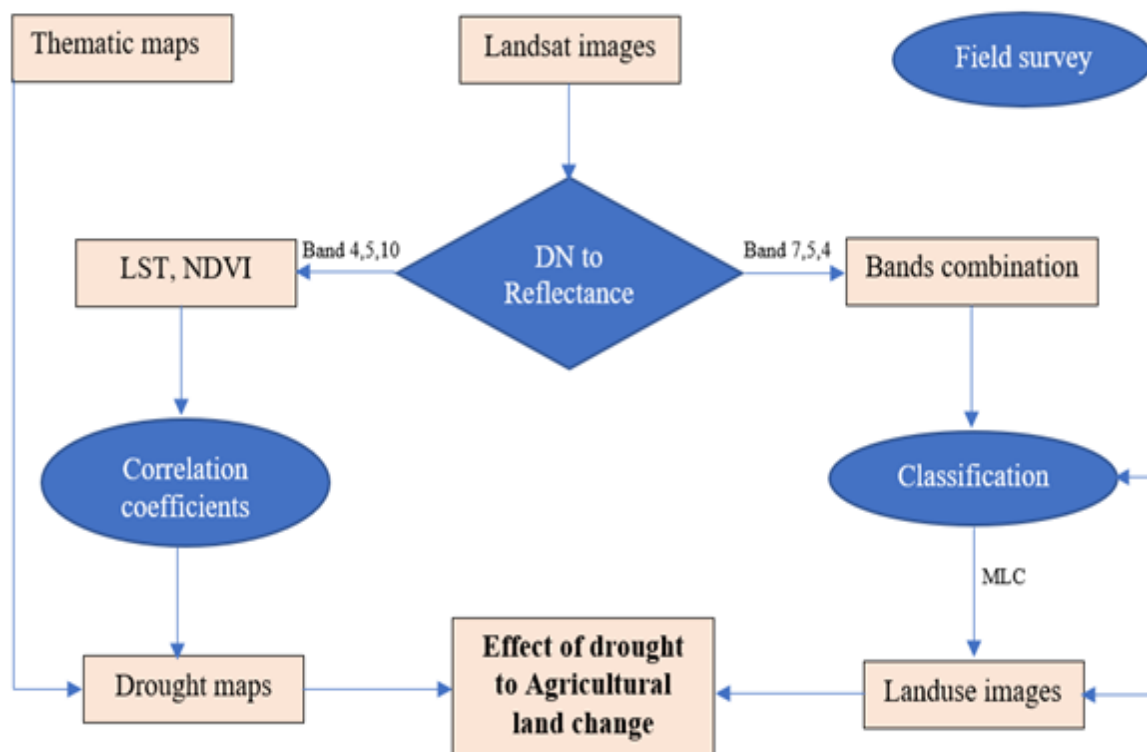 Thematic maps
Landsat images
Field survey
Band 4,5,10
Band 7,5,4
LST, NDVI
DN to
Reflectance
Bands combination
Correlation
coefficients
Classification
MLC
Drought maps
Effect of drought
to Agricultural
land change
Landuse images